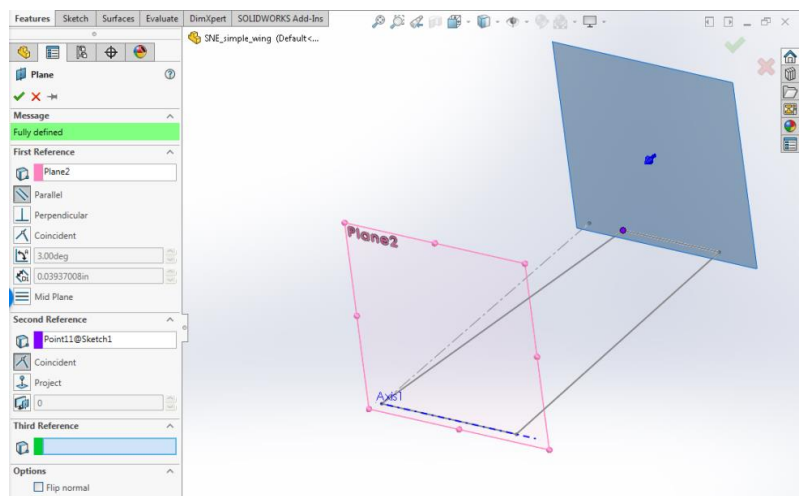 Features Sketch Surfaces Evaluate DimXpert SOLIDWORKS Add-Ins
SNE_simple_wing (Default<...
Plane
Message
Fully defined
First Reference
Plane2
Parallel
Perpendicular
Coincident
3.00deg
0.03937008in
Mid Plane
Second Reference
Point11@Sketch1
Coincident
Project
0
Third Reference
Options
Flip normal
Plane2
Axis1